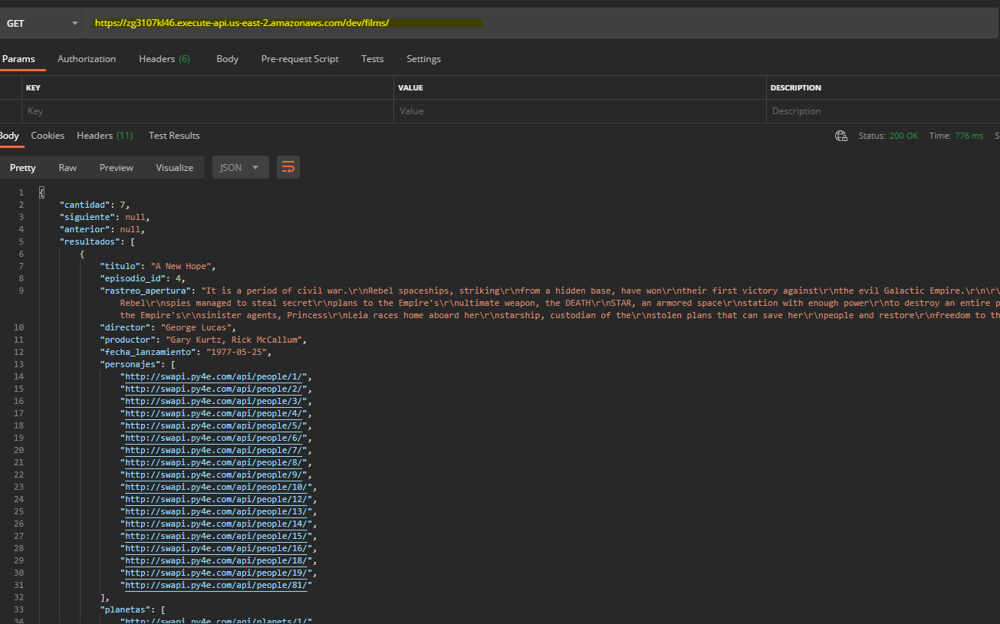 GET https://zg3107kl46.execute-api.us-east-2.amazonaws.com/dev/films/
Params Authorization Headers (6) Body Pre-request Script Tests Settings
KEY VALUE DESCRIPTION
Key Value Description
Body Cookies Headers (11) Test Results Status: 200 OK Time: 776 ms S
Pretty Raw Preview Visualize JSON
1 {
2 "cantidad": 7,
3 "siguiente": null,
4 "anterior": null,
5 "resultados": [
6 {
7 "titulo": "A New Hope",
8 "episodio_id": 4,
9 "rastreo_apertura": "It is a period of civil war.\r\nRebel spaceships, striking\r\nfrom a hidden base, have won\r\ntheir first victory against\r\nthe evil Galactic Empire.\r\n\r\
Rebel\r\nspies managed to steal secret\r\nplans to the Empire's\r\nultimate weapon, the DEATH\r\nSTAR, an armored space\r\nstation with enough power\r\nto destroy an entire p
the Empire's\r\nsinister agents, Princess\r\nLeia races home aboard her\r\nstarship, custodian of the\r\nstolen plans that can save her\r\npeople and restore\r\nfreedom to th
10 "director": "George Lucas",
11 "productor": "Gary Kurtz, Rick McCallum",
12 "fecha_lanzamiento": "1977-05-25",
13 "personajes": [
14 "http://swapi.py4e.com/api/people/1/",
15 "http://swapi.py4e.com/api/people/2/",
16 "http://swapi.py4e.com/api/people/3/",
17 "http://swapi.py4e.com/api/people/4/",
18 "http://swapi.py4e.com/api/people/5/",
19 "http://swapi.py4e.com/api/people/6/",
20 "http://swapi.py4e.com/api/people/7/",
21 "http://swapi.py4e.com/api/people/8/",
22 "http://swapi.py4e.com/api/people/9/",
23 "http://swapi.py4e.com/api/people/10/",
24 "http://swapi.py4e.com/api/people/12/",
25 "http://swapi.py4e.com/api/people/13/",
26 "http://swapi.py4e.com/api/people/14/",
27 "http://swapi.py4e.com/api/people/15/",
28 "http://swapi.py4e.com/api/people/16/",
29 "http://swapi.py4e.com/api/people/18/",
30 "http://swapi.py4e.com/api/people/19/",
31 "http://swapi.py4e.com/api/people/81/"
32 ],
33 "planetas": [
34 "http://swapi.py4e.com/api/planets/1/"